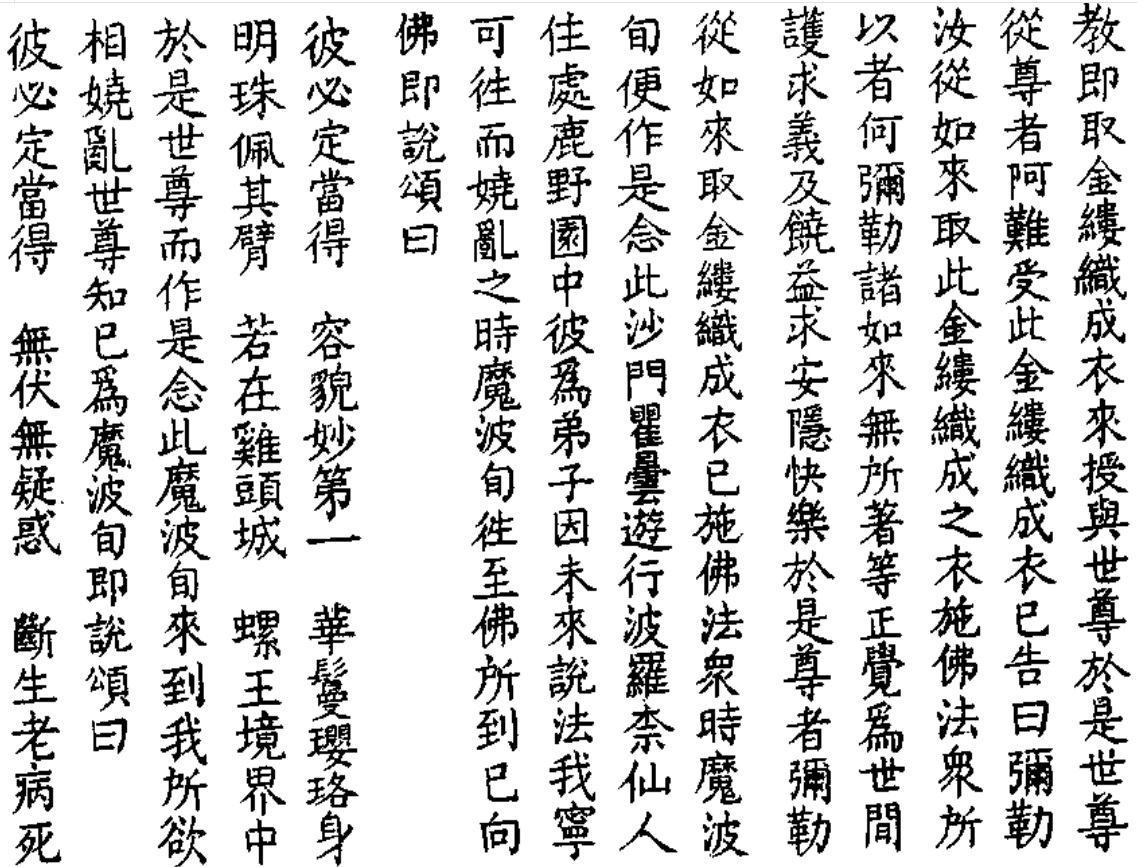 教即取金縷織成衣來授與世尊於是世尊
從尊者阿難受此金縷織成衣已告曰彌勒
汝從如來取此金縷織成之衣施佛法衆所
以者何彌勒諸如來無所著等正覺爲世間
護求義及饒益求安隱快樂於是尊者彌勒
從如來取金縷織成衣已施佛法衆時魔波
旬便作是念此沙門瞿曇遊行波羅柰仙人
住處鹿野園中彼爲弟子因未來說法我寧
可往而嬈亂之時魔波旬往至佛所到已向
佛即說頌曰
彼必定當得　容貌妙第一　華鬘瓔珞身
明珠佩其臂　若在雞頭城　螺王境界中
於是世尊而作是念此魔波旬來到我所欲
相嬈亂世尊知已爲魔波旬即說頌曰
彼必定當得　無伏無疑惑　斷生老病死